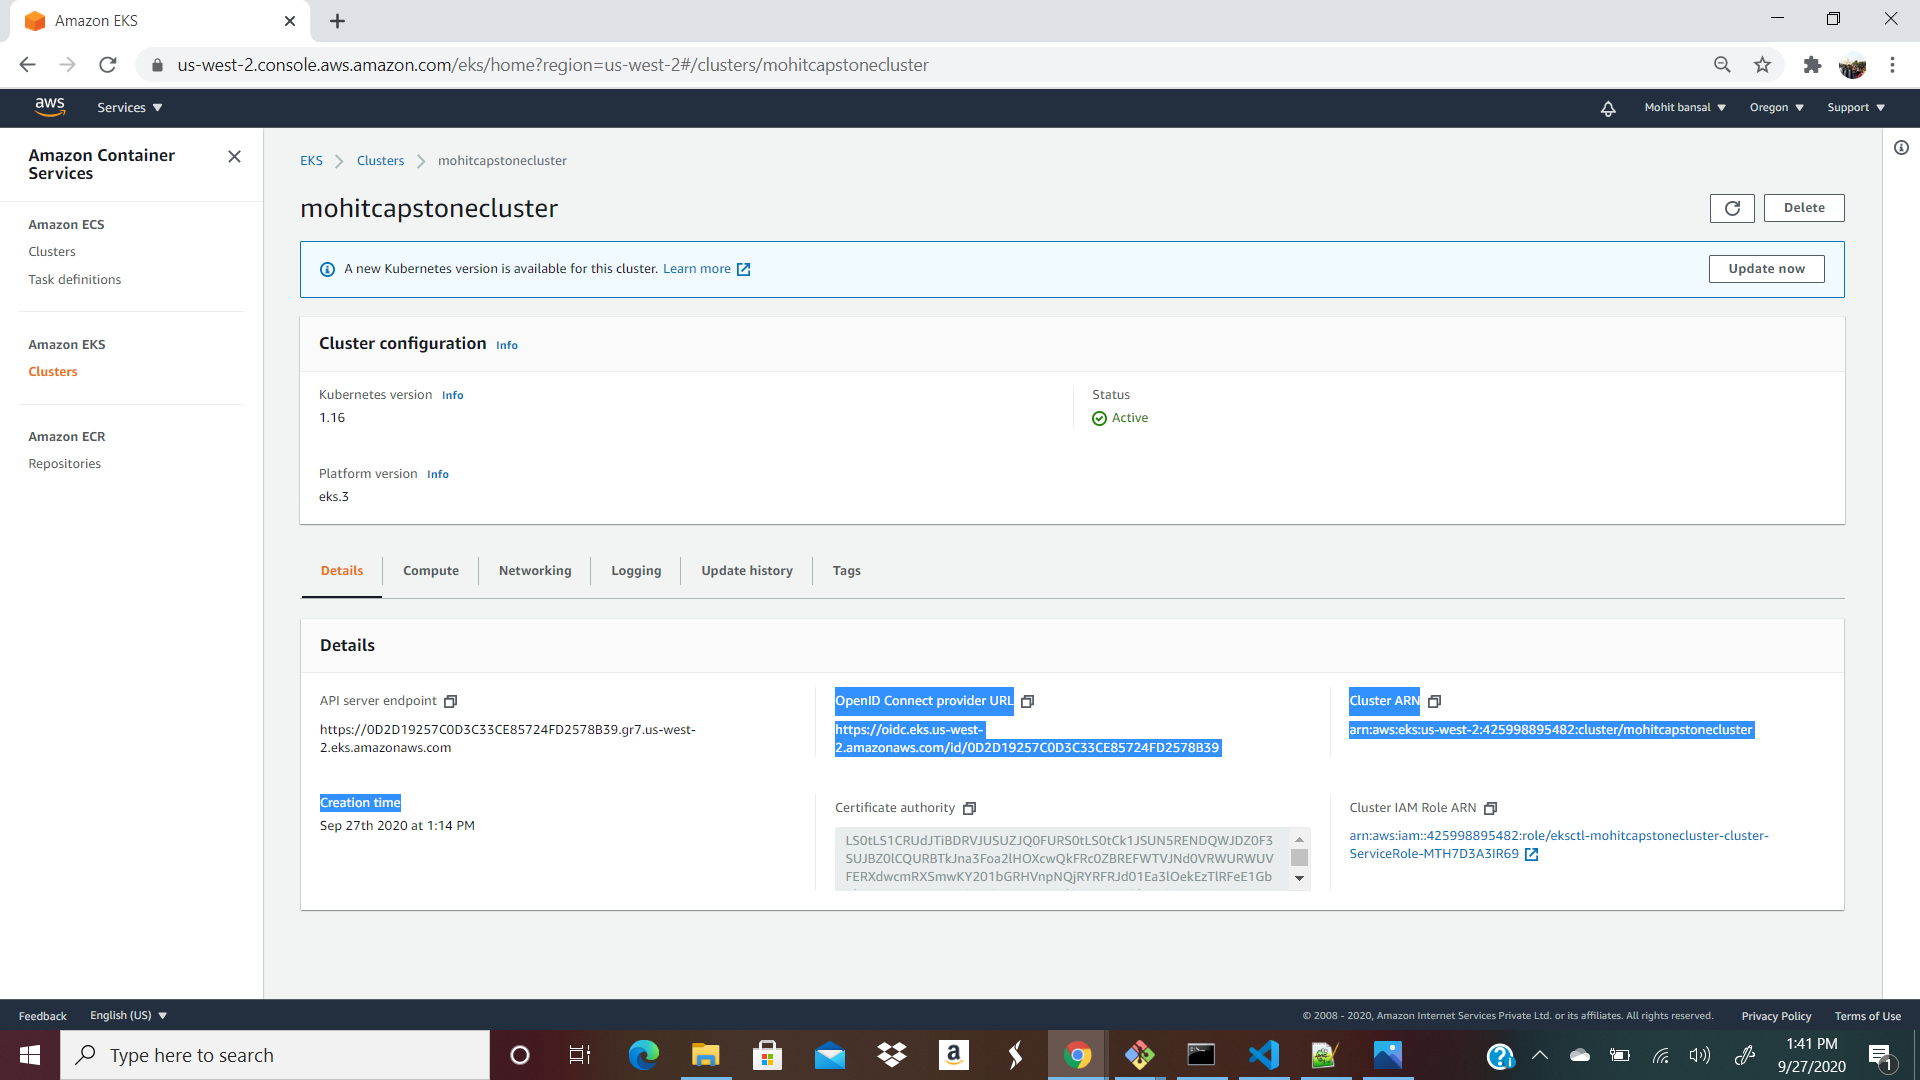 Amazon EKS
us-west-2.console.aws.amazon.com/eks/home?region=us-west-2#/clusters/mohitcapstonecluster
aws
Services
Mohit bansal
Oregon
Support
Amazon Container
Services
Amazon ECS
Clusters
Task definitions
Amazon EKS
Clusters
Amazon ECR
Repositories
EKS
Clusters
mohitcapstonecluster
mohitcapstonecluster
Delete
A new Kubernetes version is available for this cluster. Learn more
Update now
Cluster configuration Info
Kubernetes version Info
1.16
Status
Active
Platform version Info
eks.3
Details
Compute
Networking
Logging
Update history
Tags
Details
API server endpoint
https://0D2D19257C0D3C33CE85724FD2578B39.gr7.us-west-
2.eks.amazonaws.com
OpenID Connect provider URL
https://oidc.eks.us-west-
2.amazonaws.com/id/0D2D19257C0D3C33CE85724FD2578B39
Cluster ARN
arn:aws:eks:us-west-2:425998895482:cluster/mohitcapstonecluster
Creation time
Sep 27th 2020 at 1:14 PM
Certificate authority
Cluster IAM Role ARN
arn:aws:iam::425998895482:role/eksctl-mohitcapstonecluster-cluster-
ServiceRole-MTH7D3A3IR69
Feedback
English (US)
© 2008 - 2020, Amazon Internet Services Private Ltd. or its affiliates. All rights reserved.
Privacy Policy
Terms of Use
Type here to search
1:41 PM
9/27/2020
1